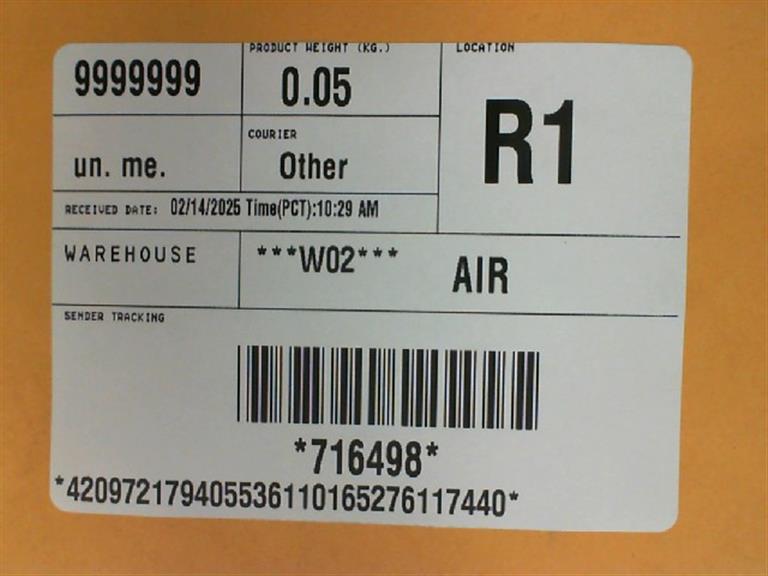 9999999
PRODUCT WEIGHT (KG.)
0.05
LOCATION
R1
un. me.
COURIER
Other
RECEIVED DATE: 02/14/2025 Time(PCT):10:29 AM
WAREHOUSE
***W02***
AIR
SENDER TRACKING
*716498*
*420972179405536110165276117440*